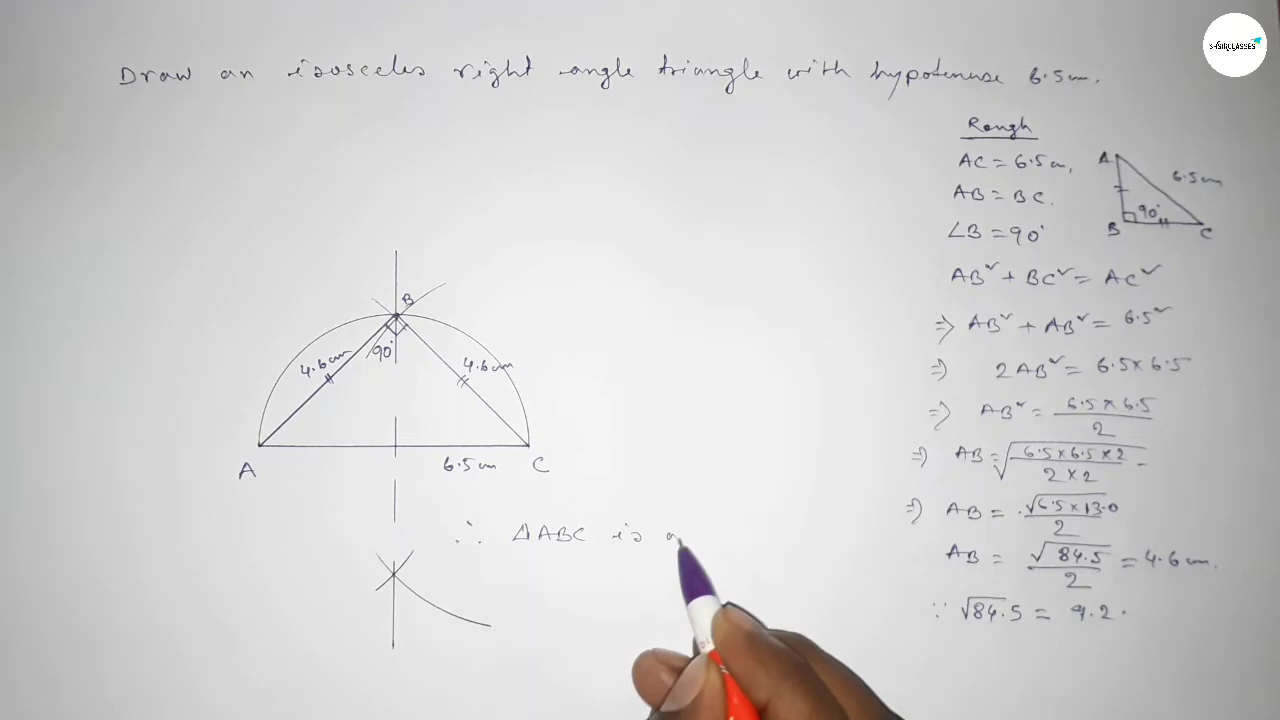 SHSIRCLASSES
Draw an isosceles right angle triangle with hypotenuse 6.5cm.
Rough
AC = 6.5cm,
AB = BC.
∠B = 90°
A
6.5cm
90°
B
C
AB² + BC² = AC²
⇒ AB² + AB² = 6.5²
⇒ 2AB² = 6.5×6.5
⇒ AB² = 6.5×6.5/2
⇒ AB = √(6.5×6.5×2/2×2)
⇒ AB = √6.5×13.0/2
AB = √84.5/2 = 4.6cm.
∵ √84.5 = 9.2.
B
4.6cm
90°
4.6cm
A
6.5cm
C
∴ △ABC is a